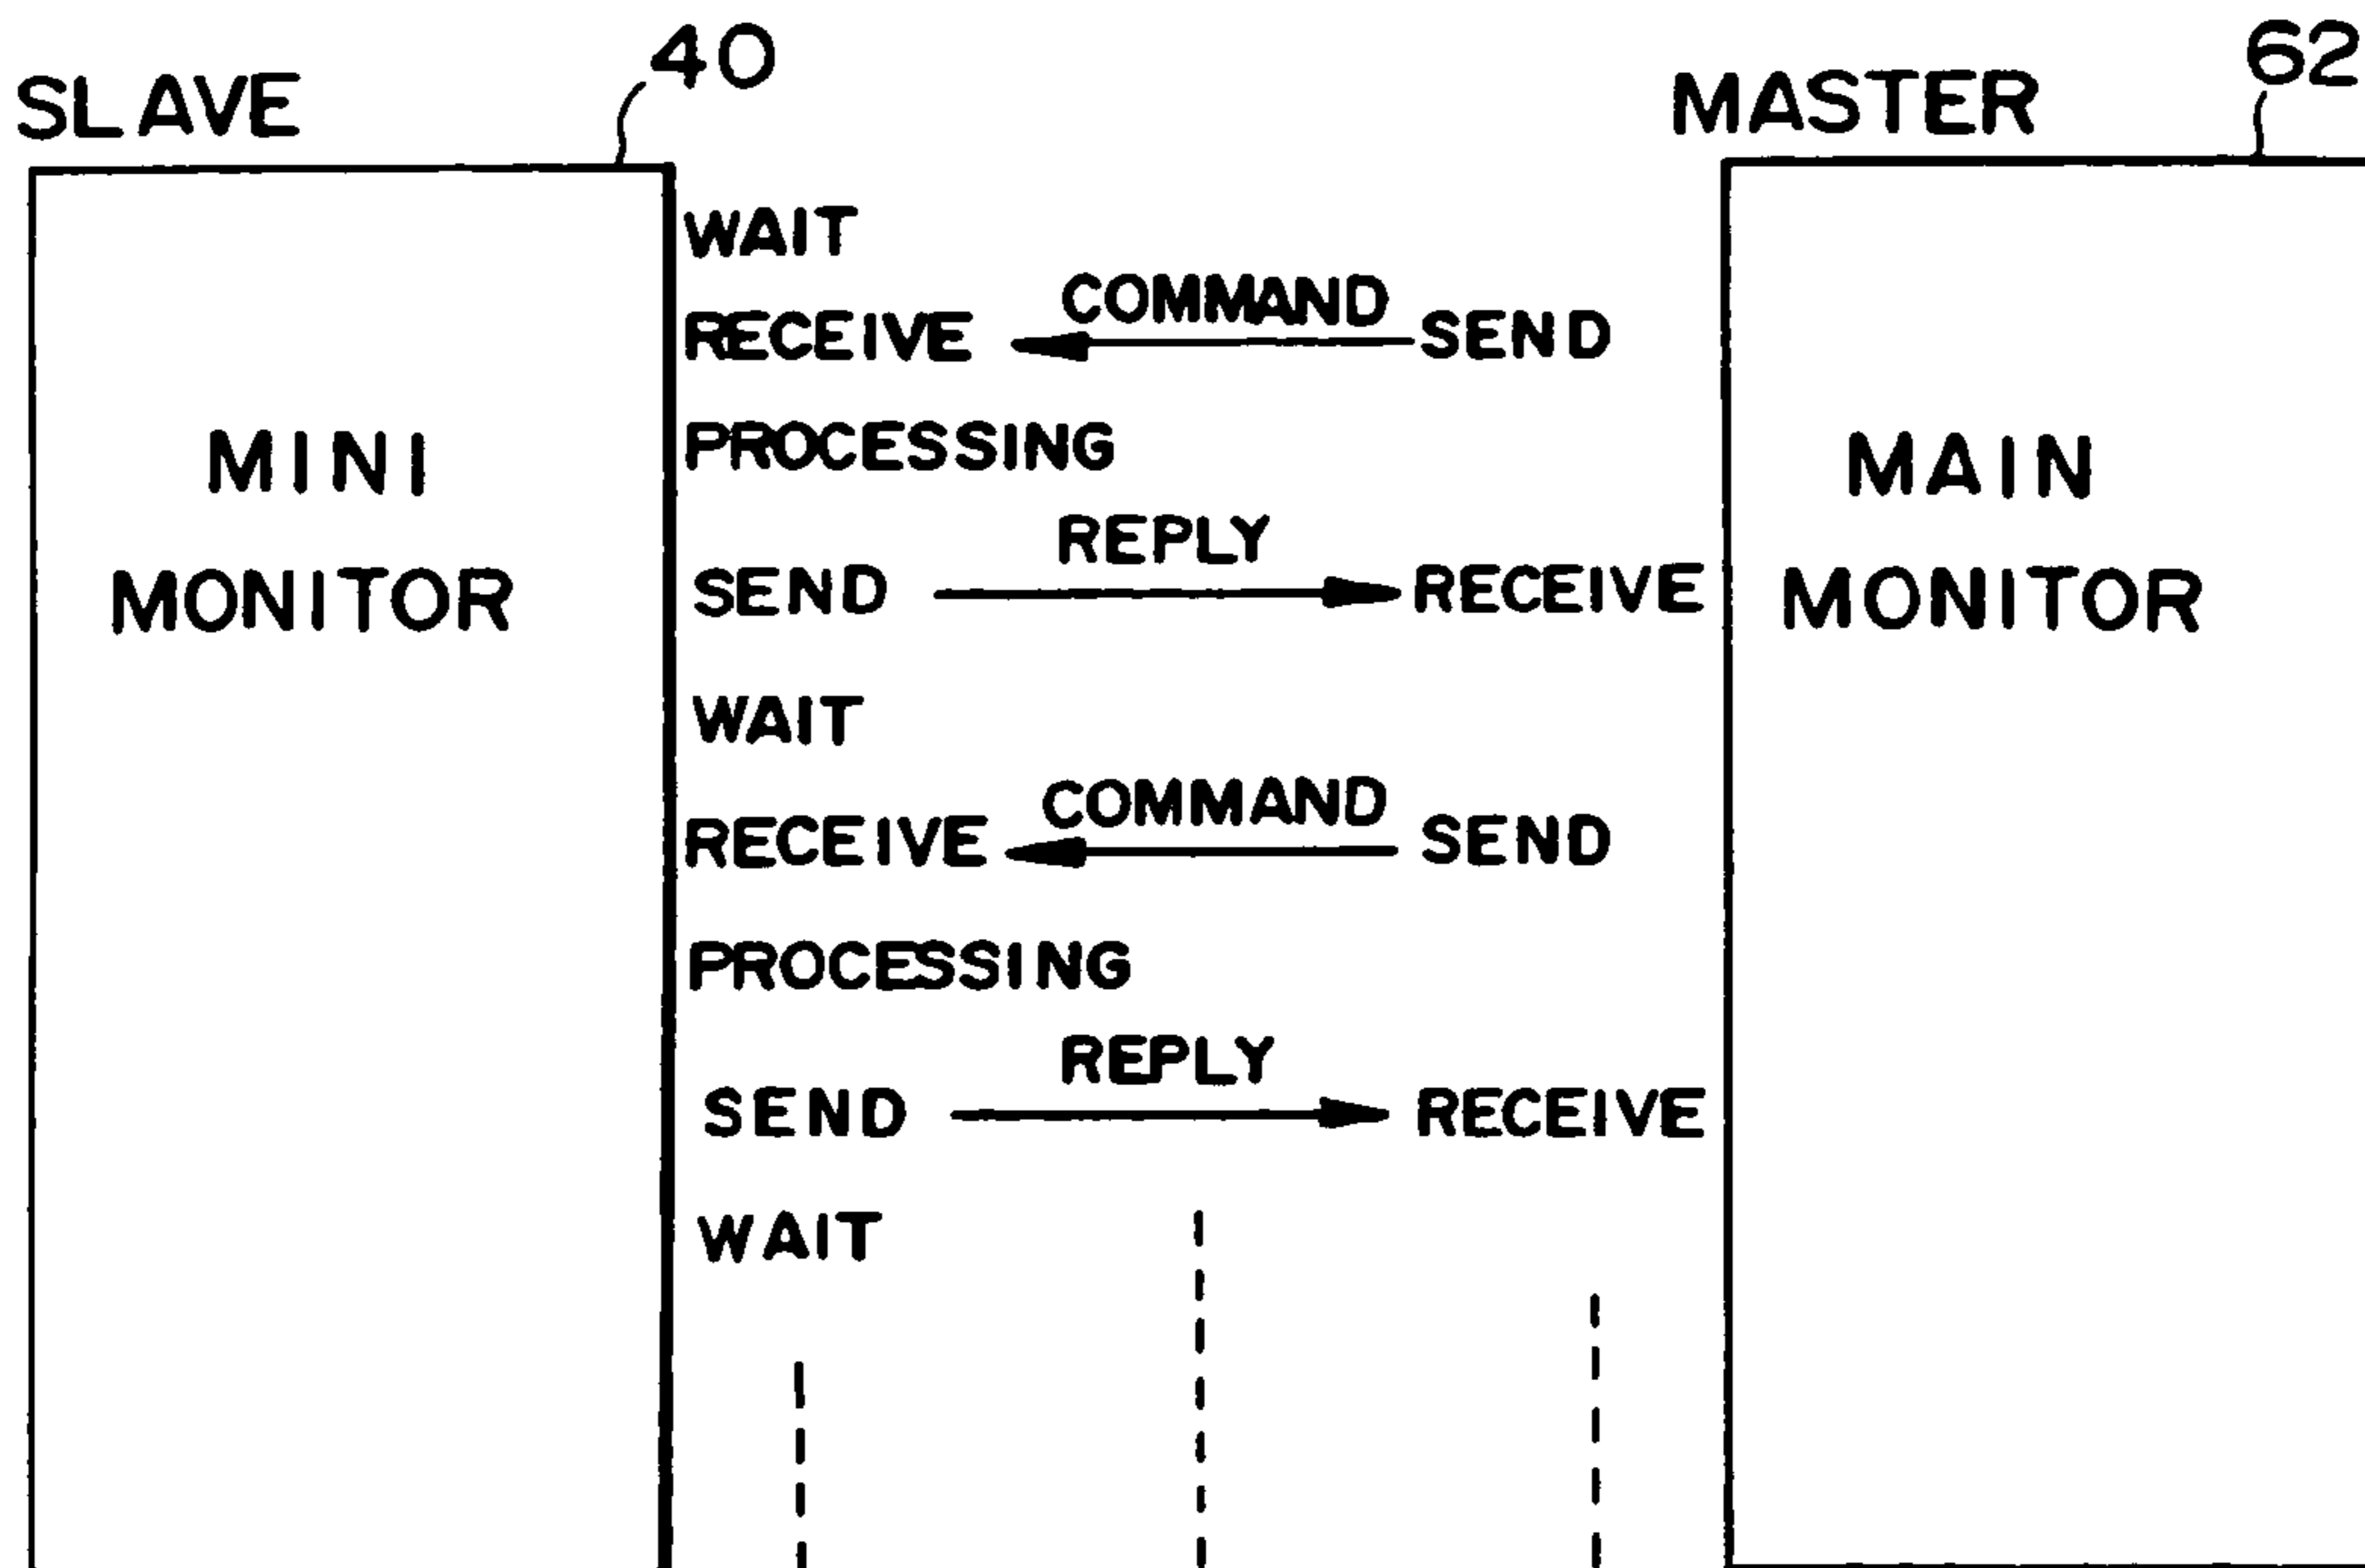 SLAVE
40
MASTER
62
WAIT
COMMAND
RECEIVE
SEND
PROCESSING
MINI
MONITOR
MAIN
MONITOR
REPLY
SEND
RECEIVE
WAIT
COMMAND
RECEIVE
SEND
PROCESSING
REPLY
SEND
RECEIVE
WAIT